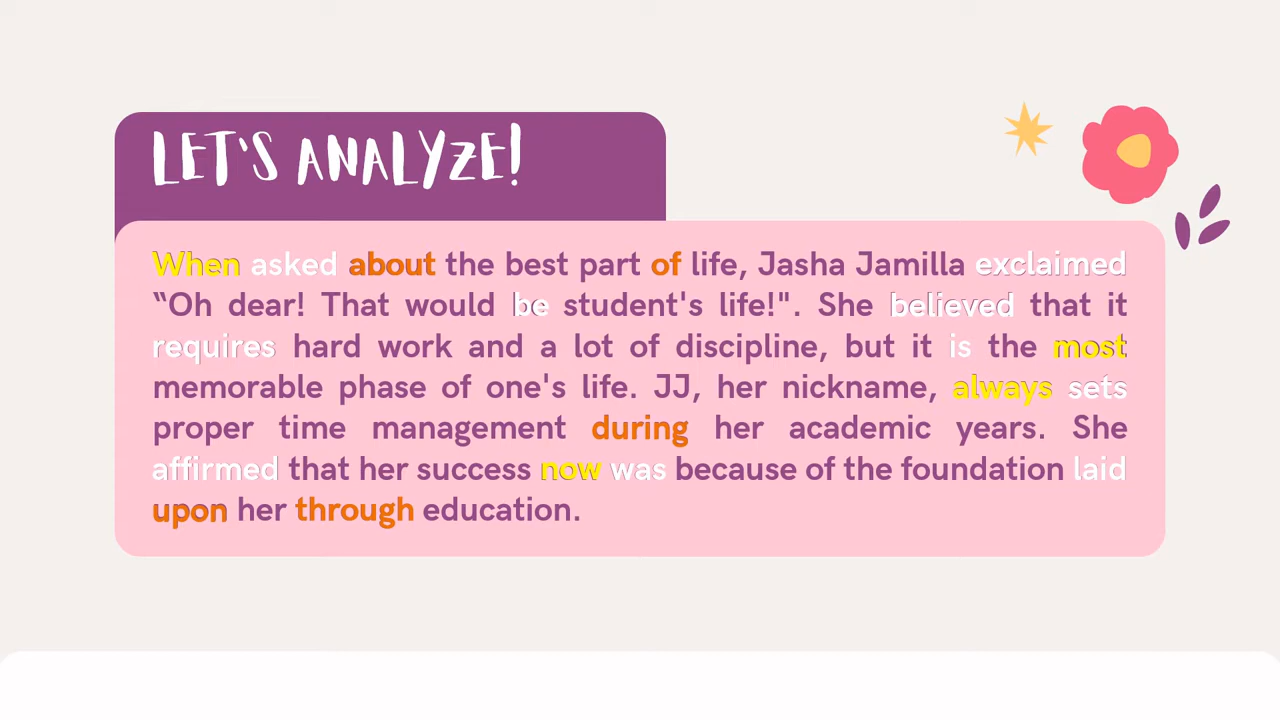 LET'S ANALYZE!
When asked about the best part of life, Jasha Jamilla exclaimed
“Oh dear! That would be student's life!". She believed that it
requires hard work and a lot of discipline, but it is the most
memorable phase of one's life. JJ, her nickname, always sets
proper time management during her academic years. She
affirmed that her success now was because of the foundation laid
upon her through education.